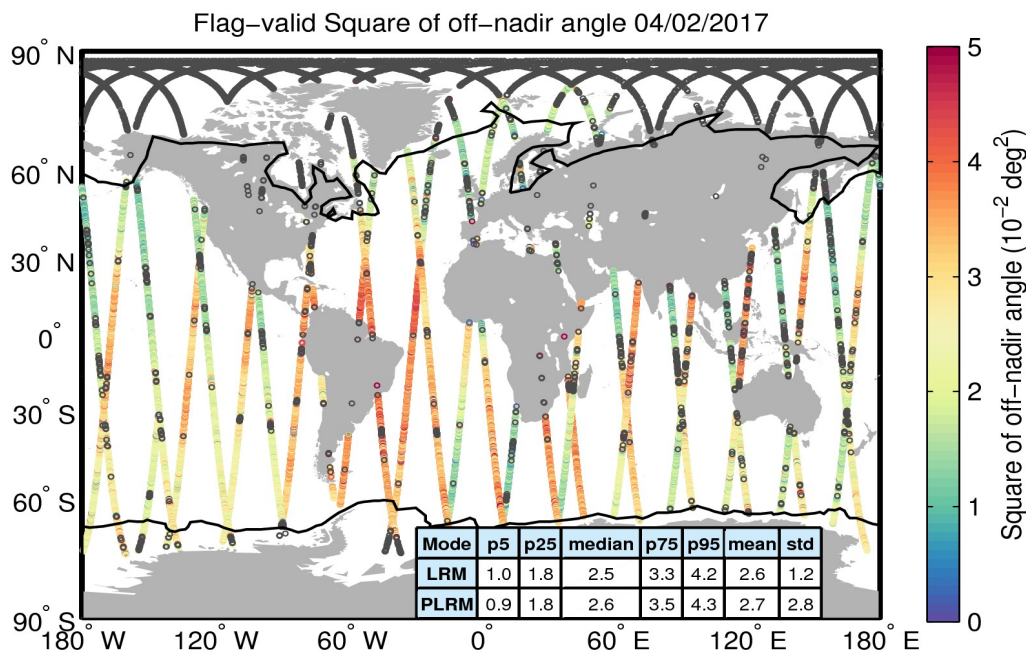 Flag−valid Square of off−nadir angle 04/02/2017
90° N
60° N
30° N
0°
30° S
60° S
90° S
180° W
120° W
60° W
0°
60° E
120° E
180° E
Mode p5 p25 median p75 p95 mean std
LRM 1.0 1.8 2.5 3.3 4.2 2.6 1.2
PLRM 0.9 1.8 2.6 3.5 4.3 2.7 2.8
5
4
3
2
1
0
Square of off−nadir angle (10⁻² deg²)